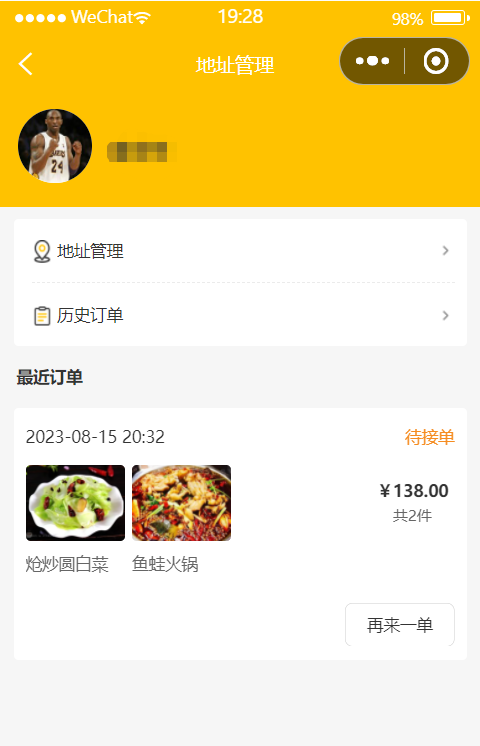 WeChat 19:28 98%
地址管理
LAKERS
24
地址管理
历史订单
最近订单
2023-08-15 20:32 待接单
¥138.00
共2件
炝炒圆白菜 鱼蛙火锅
再来一单